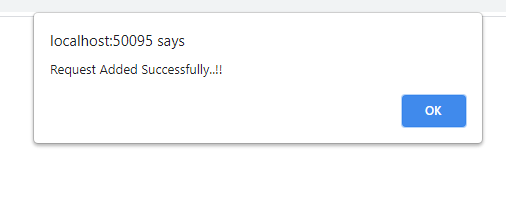 localhost:50095 says
Request Added Successfully..!!
OK